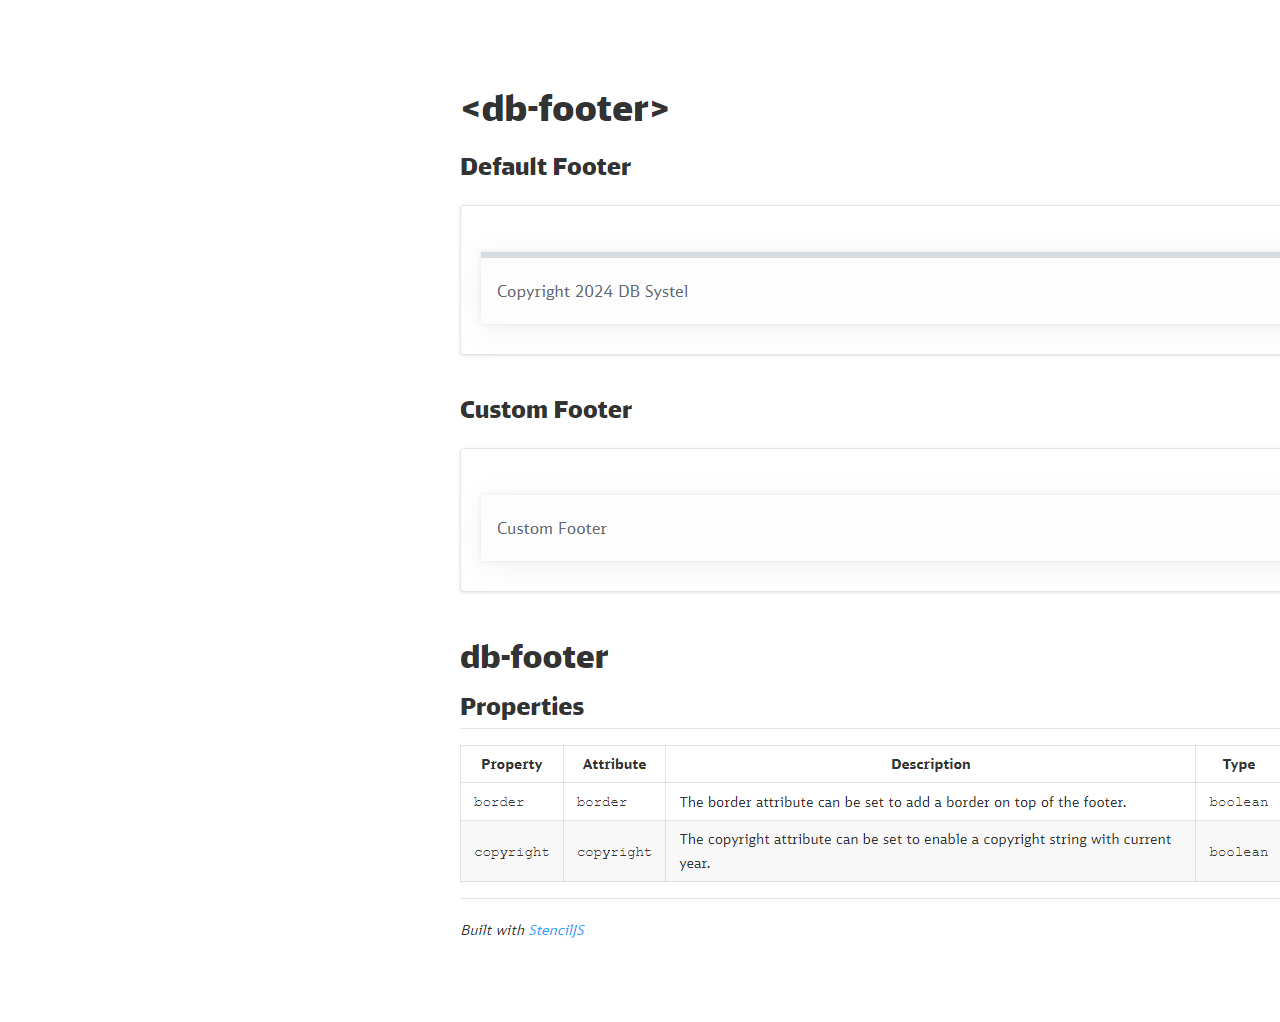 <db-footer>
Default Footer
Copyright 2024 DB Systel
Custom Footer
Custom Footer
db-footer
Properties
Property Attribute Description Type
border border The border attribute can be set to add a border on top of the footer. boolean
copyright copyright The copyright attribute can be set to enable a copyright string with current year. boolean
Built with StencilJS